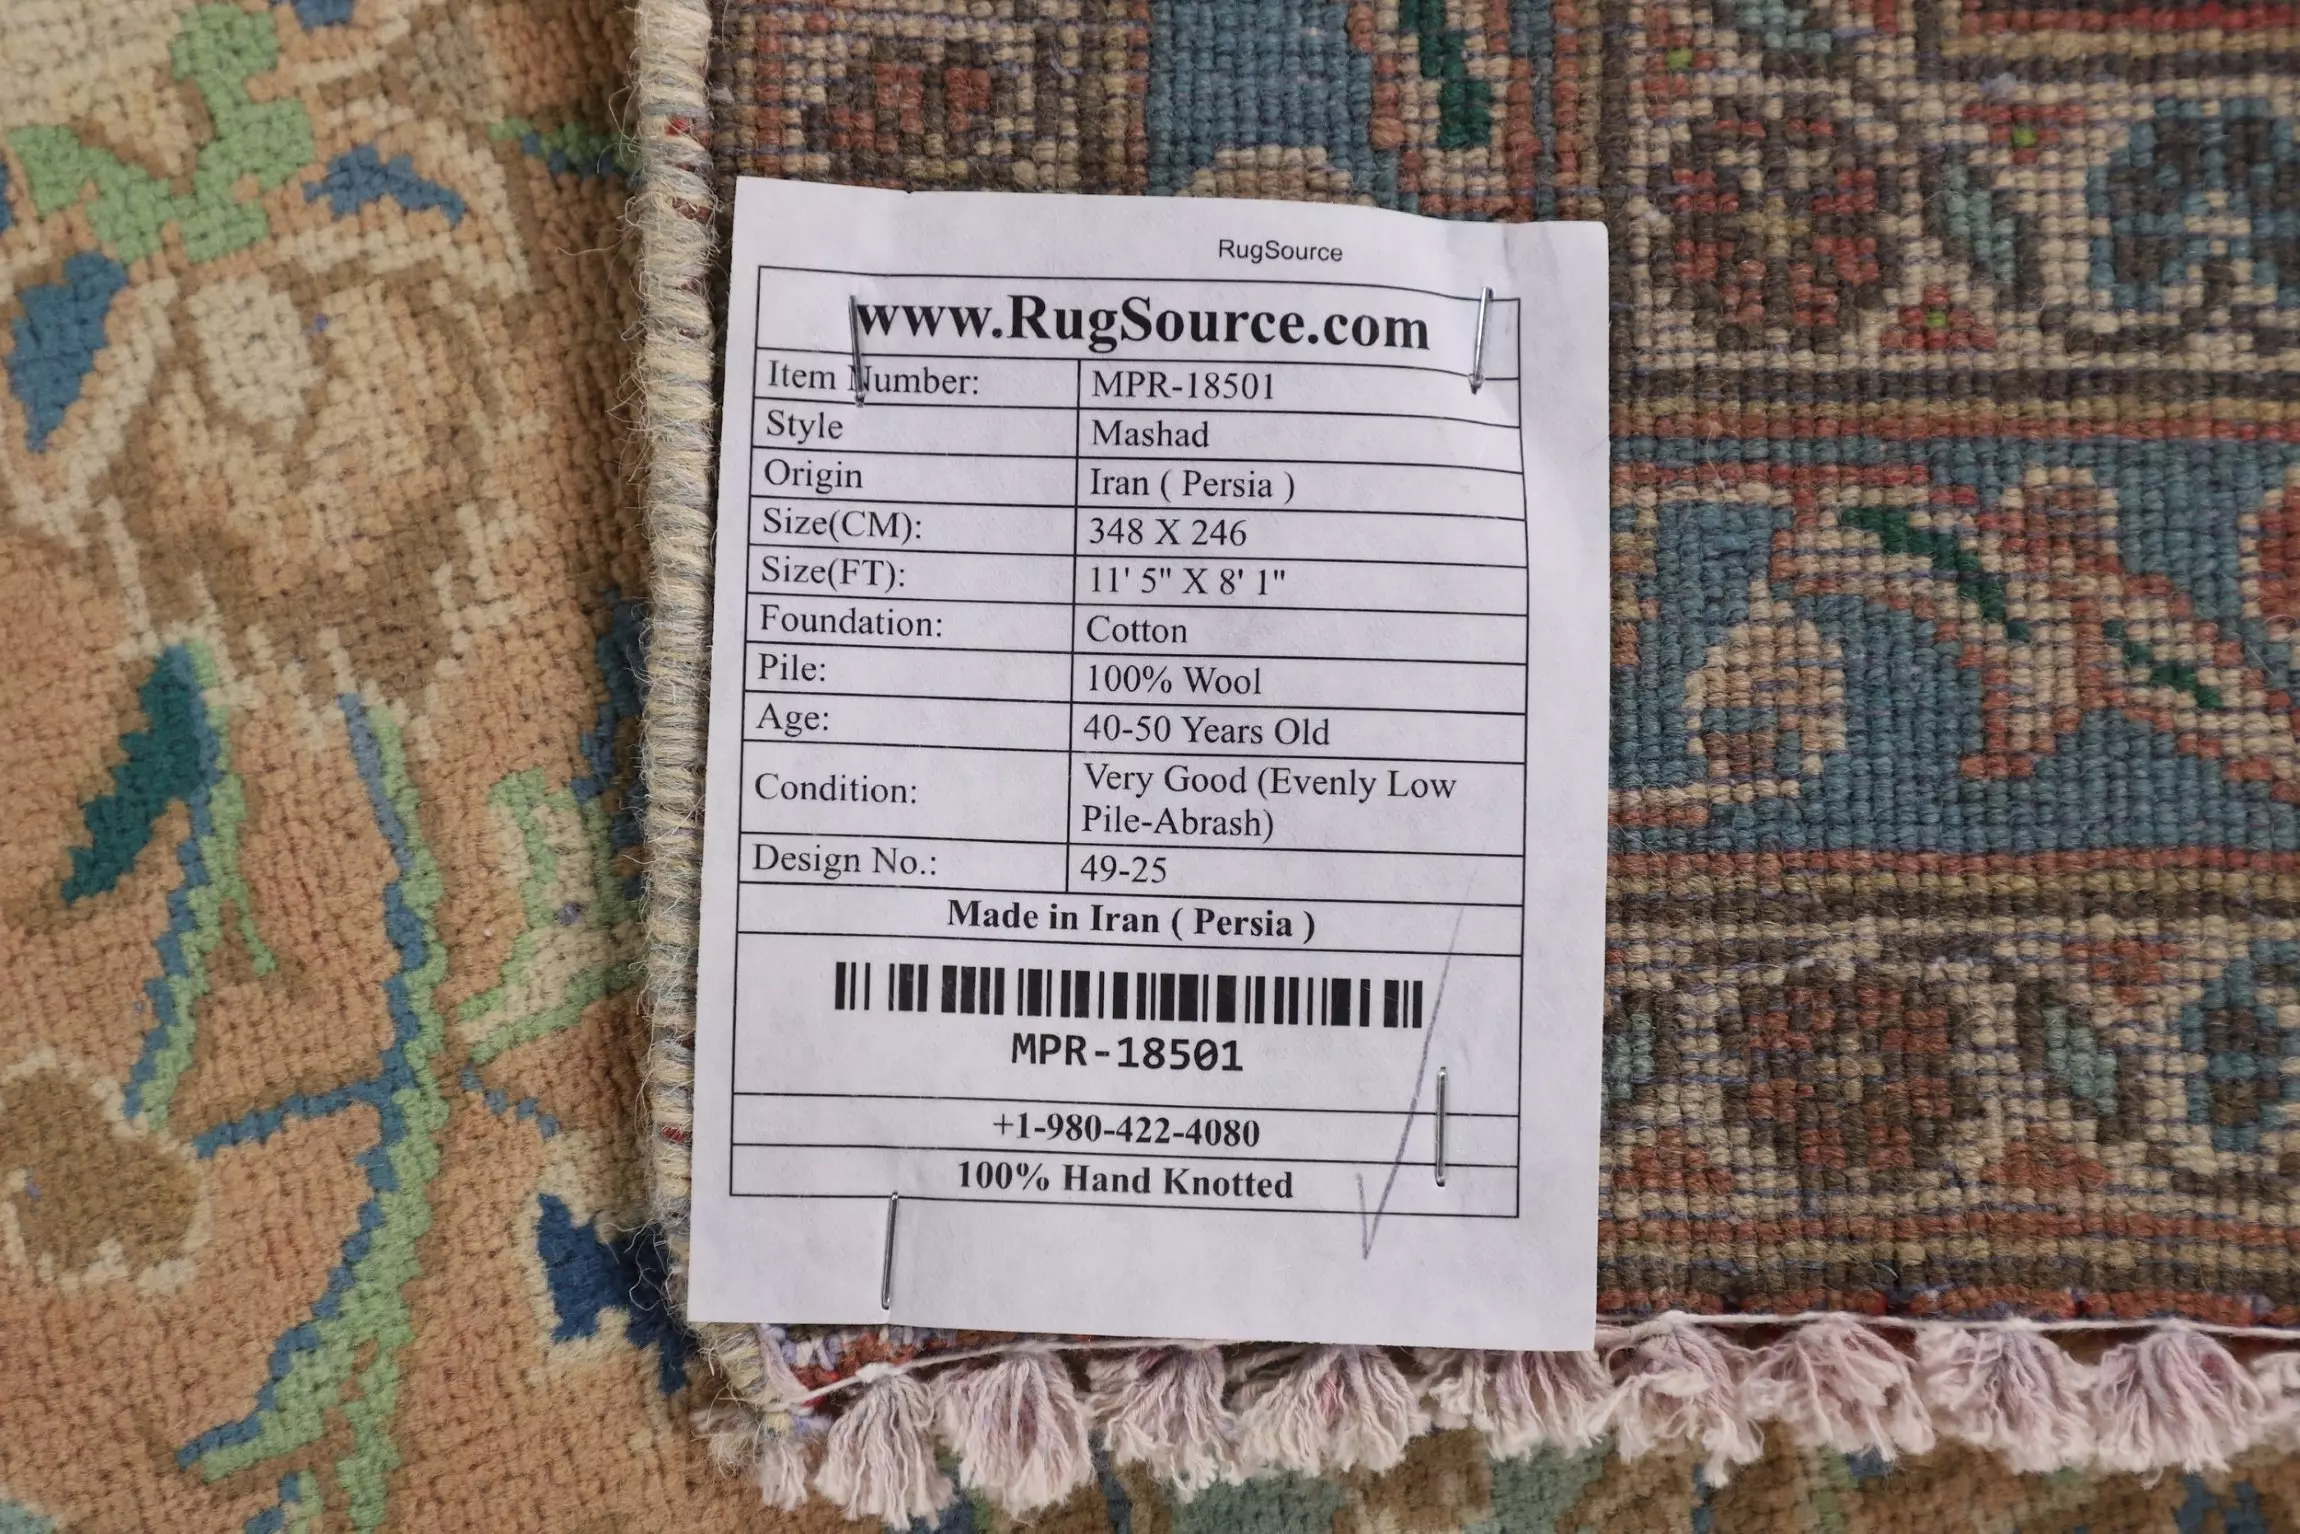 RugSource
www.RugSource.com
Item Number: MPR-18501
Style Mashad
Origin Iran ( Persia )
Size(CM): 348 X 246
Size(FT): 11' 5" X 8' 1"
Foundation: Cotton
Pile: 100% Wool
Age: 40-50 Years Old
Condition: Very Good (Evenly Low
Pile-Abrash)
Design No.: 49-25
Made in Iran ( Persia )
MPR-18501
+1-980-422-4080
100% Hand Knotted